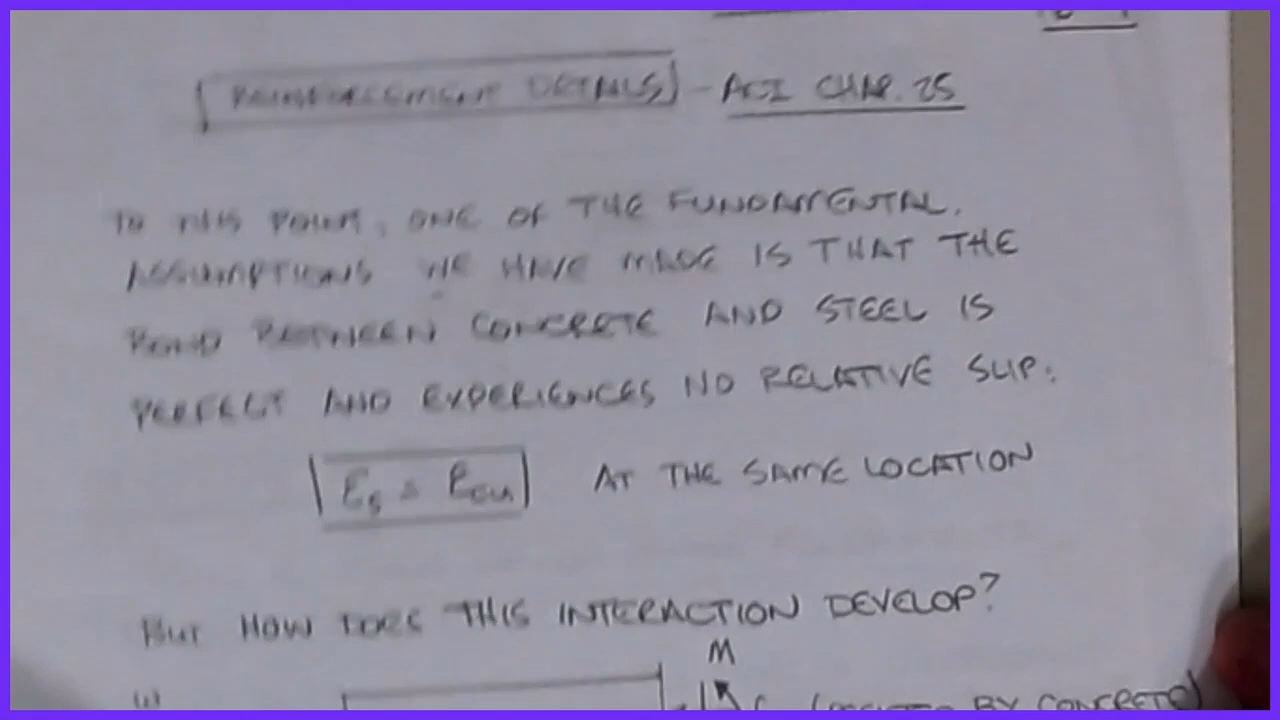 REINFORCEMENT DETAILS - ACI CHAP. 25
TO THIS POINT, ONE OF THE FUNDAMENTAL
ASSUMPTIONS WE HAVE MADE IS THAT THE
BOND BETWEEN CONCRETE AND STEEL IS
PERFECT AND EXPERIENCES NO RELATIVE SLIP.
AT THE SAME LOCATION
BUT HOW DOES THIS INTERACTION DEVELOP?
M
BY CONCRETE)